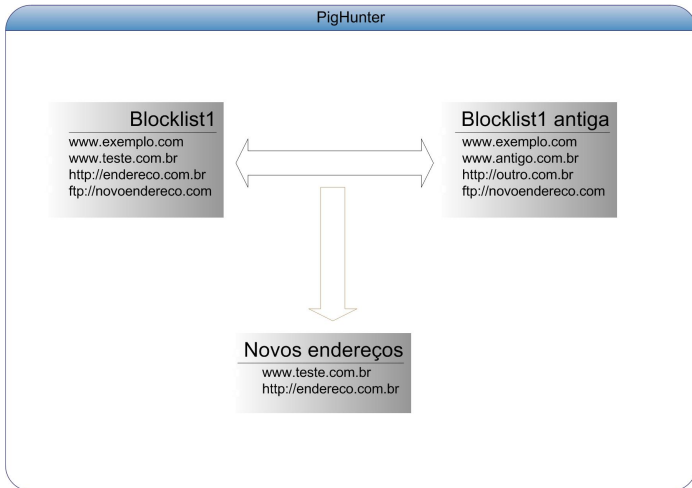 PigHunter
Blocklist1
www.exemplo.com
www.teste.com.br
http://endereco.com.br
ftp://novoendereco.com
Blocklist1 antiga
www.exemplo.com
www.antigo.com.br
http://outro.com.br
ftp://novoendereco.com
Novos endereços
www.teste.com.br
http://endereco.com.br